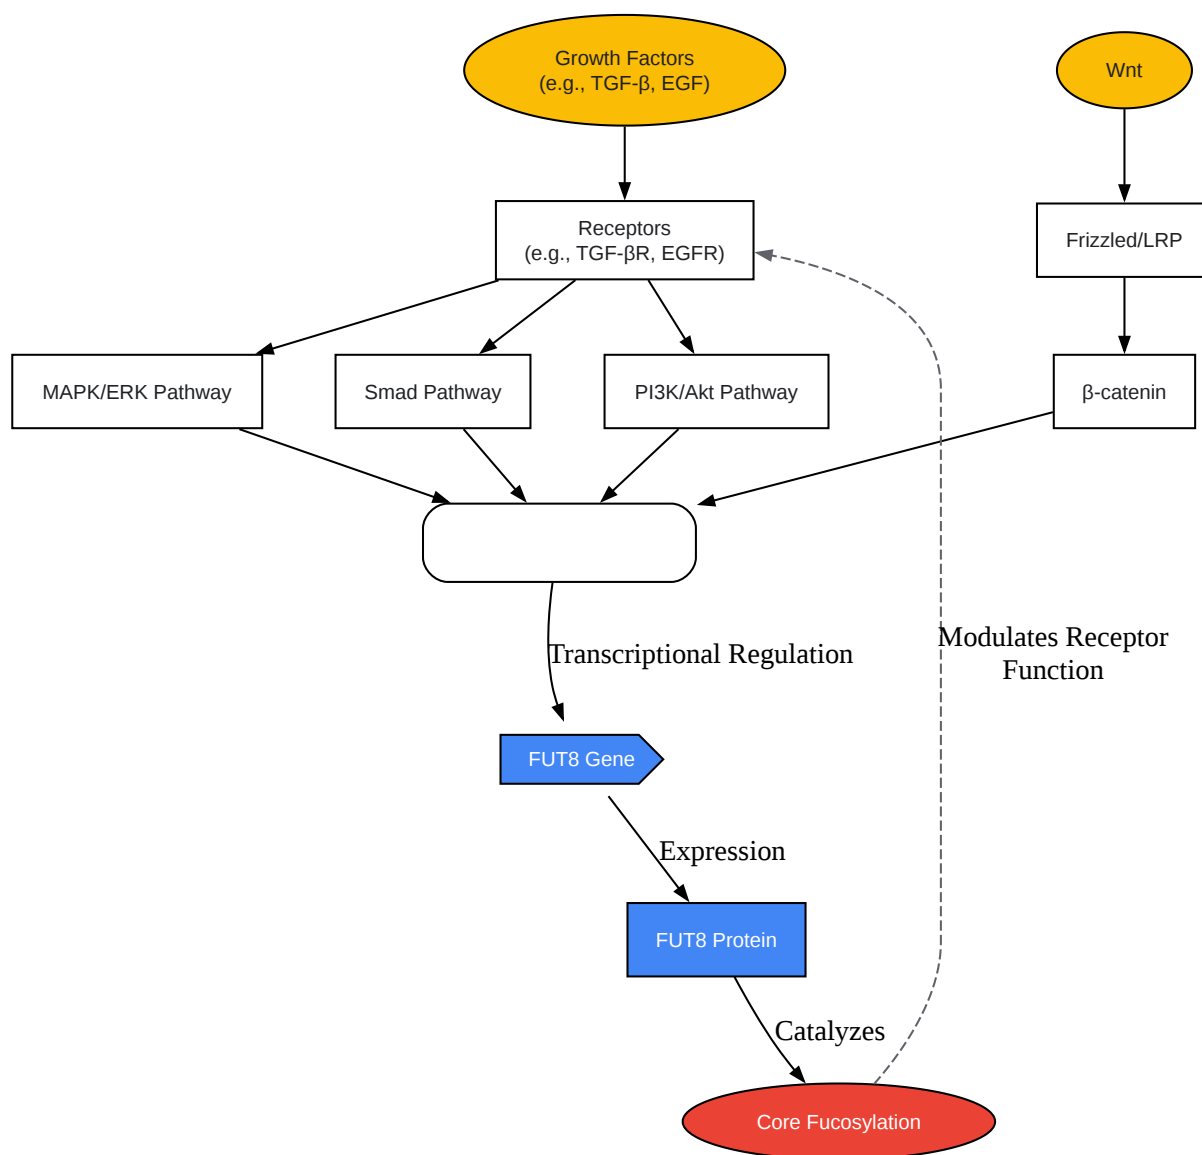 Growth Factors
(e.g., TGF-β, EGF)
Wnt
Receptors
(e.g., TGF-βR, EGFR)
Frizzled/LRP
MAPK/ERK Pathway
Smad Pathway
PI3K/Akt Pathway
β-catenin
Transcriptional Regulation
Modulates Receptor
Function
FUT8 Gene
Expression
FUT8 Protein
Catalyzes
Core Fucosylation